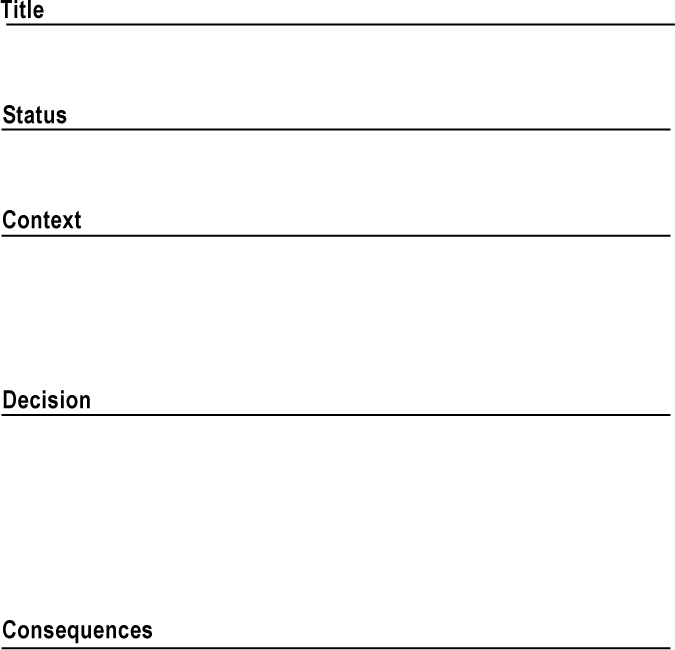 Title
Status
Context
Decision
Consequences